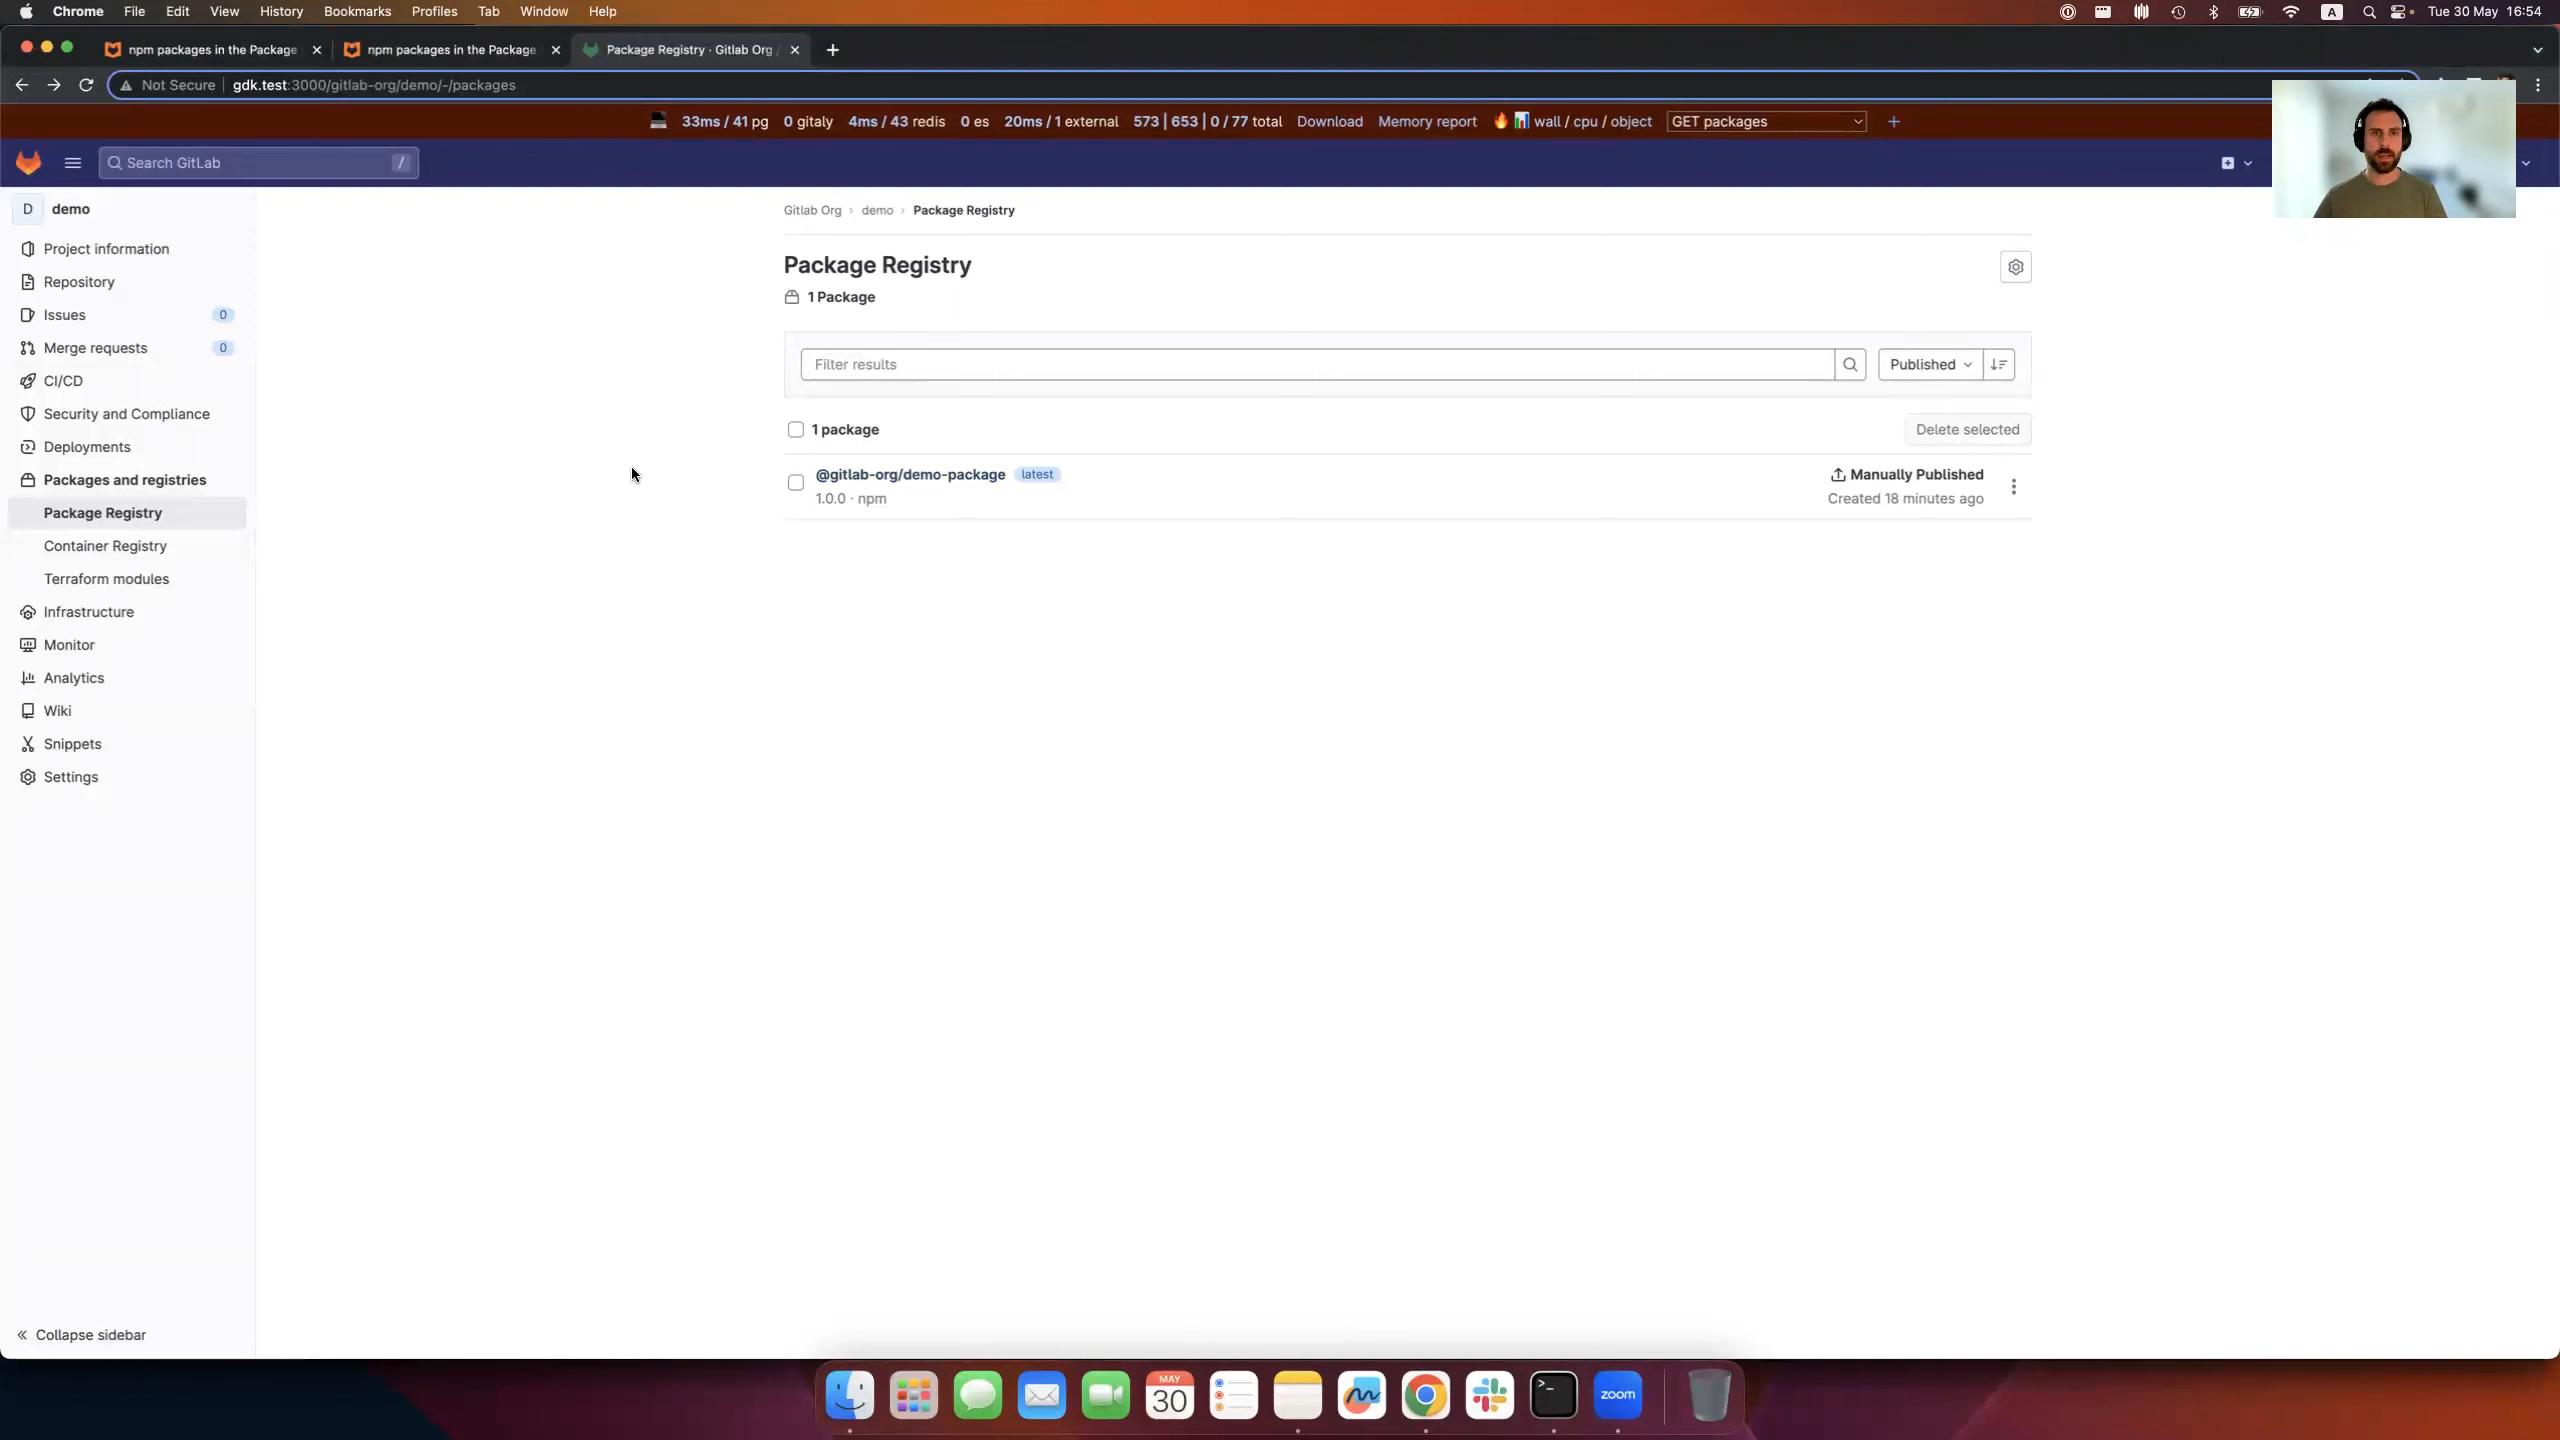 Chrome File Edit View History Bookmarks Profiles Tab Window Help
A Tue 30 May 16:54
npm packages in the Package
npm packages in the Package
Package Registry · Gitlab Org /
Not Secure gdk.test:3000/gitlab-org/demo/-/packages
33ms / 41 pg 0 gitaly 4ms / 43 redis 0 es 20ms / 1 external 573 | 653 | 0 / 77 total Download Memory report wall / cpu / object GET packages +
Search GitLab /
D demo
Project information
Repository
Issues 0
Merge requests 0
CI/CD
Security and Compliance
Deployments
Packages and registries
Package Registry
Container Registry
Terraform modules
Infrastructure
Monitor
Analytics
Wiki
Snippets
Settings
Collapse sidebar
Gitlab Org › demo › Package Registry
Package Registry
1 Package
Filter results
Published
1 package
Delete selected
@gitlab-org/demo-package latest
1.0.0 · npm
Manually Published
Created 18 minutes ago
MAY
30
zoom